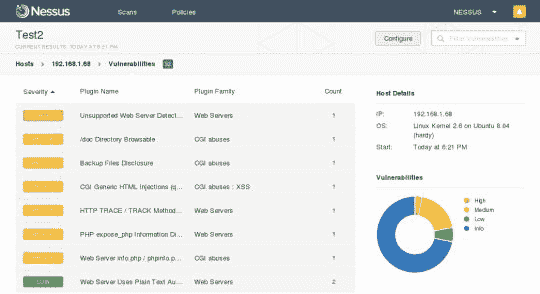 Nessus Scans Policies NESSUS
Test2
CURRENT RESULTS: TODAY AT 6:21 PM
Configure Filter Vulnerabilities
Hosts > 192.168.1.68 > Vulnerabilities
Severity Plugin Name Plugin Family Count
Unsupported Web Server Detect... Web Servers 1
/doc Directory Browsable CGI abuses 1
Backup Files Disclosure CGI abuses 1
CGI Generic HTML Injections (q... CGI abuses : XSS 1
HTTP TRACE / TRACK Method... Web Servers 1
PHP expose_php Information Di... Web Servers 1
Web Server info.php / phpinfo.p... CGI abuses 1
Web Server Uses Plain Text Au... Web Servers 2
Host Details
IP: 192.168.1.68
OS: Linux Kernel 2.6 on Ubuntu 8.04
(hardy)
Start: Today at 6:21 PM
Vulnerabilities
High
Medium
Low
Info